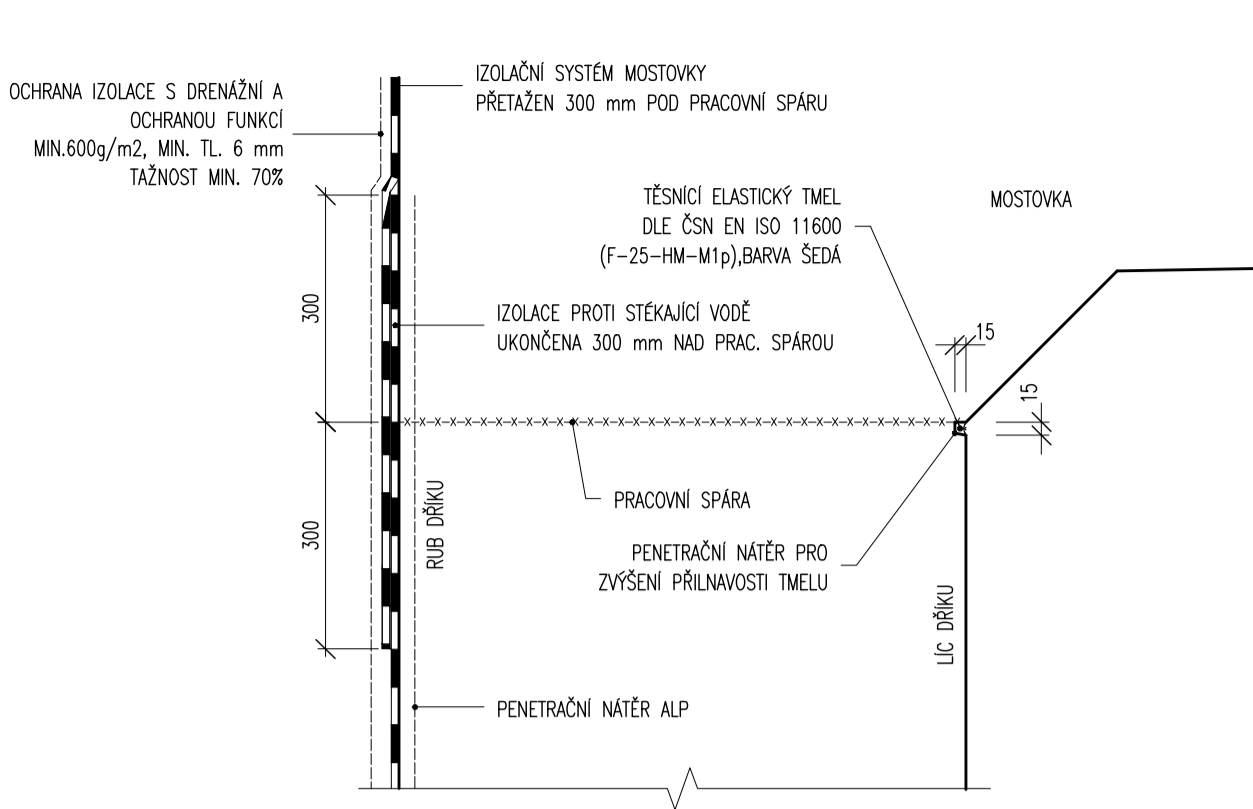 IZOLAČNÍ SYSTÉM MOSTOVKY
PŘETAŽEN 300 mm POD PRACOVNÍ SPÁRU
OCHRANA IZOLACE S DRENÁŽNÍ A
OCHRANOU FUNKCÍ
MIN.600g/m2, MIN. TL. 6 mm
TAŽNOST MIN. 70%
TĚSNICÍ ELASTICKÝ TMEL
DLE ČSN EN ISO 11600
(F-25-HM-M1p),BARVA ŠEDÁ
MOSTOVKA
300
IZOLACE PROTI STÉKAJÍCÍ VODĚ
UKONČENA 300 mm NAD PRAC. SPÁROU
15
15
PRACOVNÍ SPÁRA
300
RUB DŘÍKU
PENETRAČNÍ NÁTĚR PRO
ZVÝŠENÍ PŘILNAVOSTI TMELU
LÍC DŘÍKU
PENETRAČNÍ NÁTĚR ALP